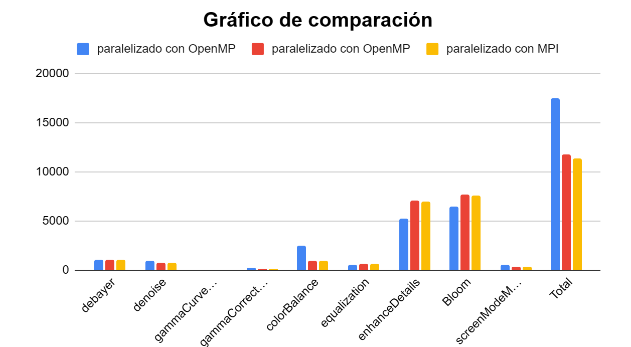 Gráfico de comparación
paralelizado con OpenMP paralelizado con OpenMP paralelizado con MPI
20000
15000
10000
5000
0
debayer
denoise
gammaCurve…
gammaCorrect…
colorBalance
equalization
enhanceDetails
Bloom
screenModeM…
Total